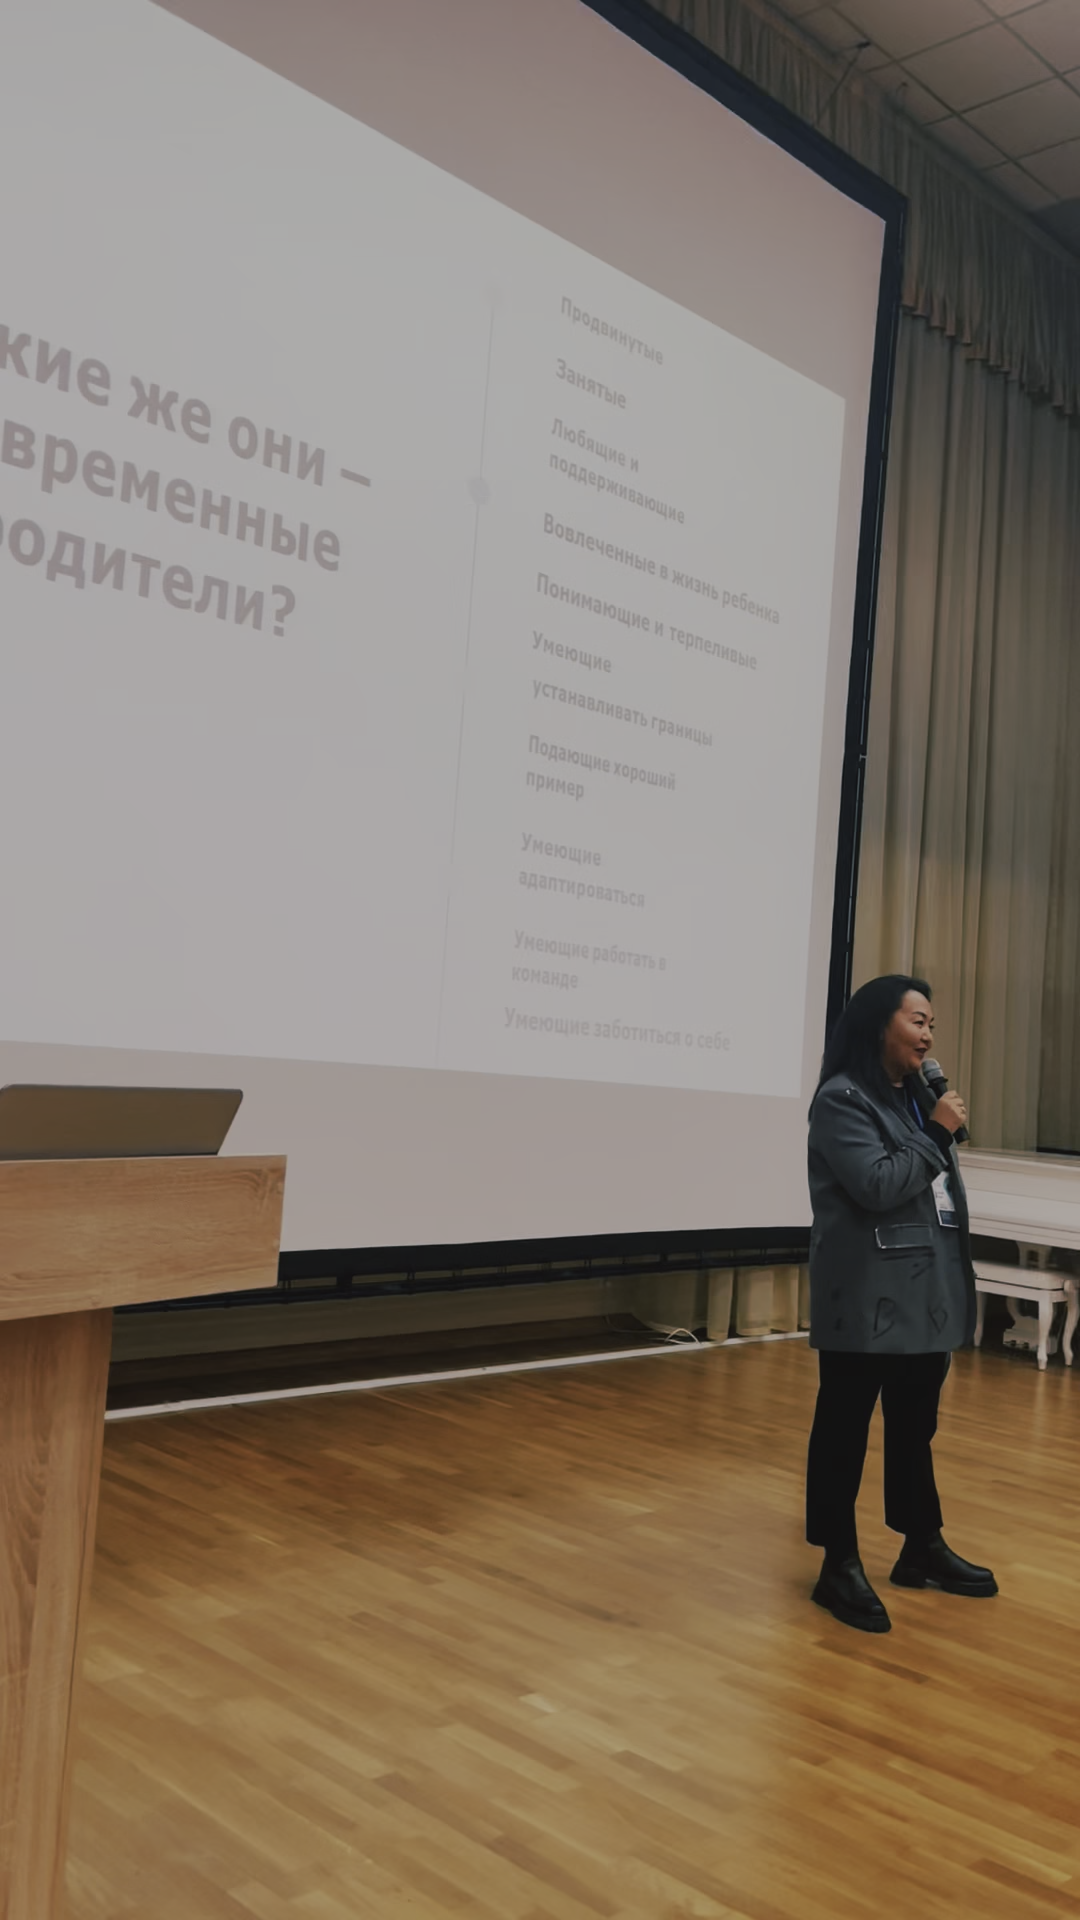 кие же они –
временные
родители?
Продвинутые
Занятые
Любящие и
поддерживающие
Вовлеченные в жизнь ребенка
Понимающие и терпеливые
Умеющие
устанавливать границы
Подающие хороший
пример
Умеющие
адаптироваться
Умеющие работать в
команде
Умеющие заботиться о себе